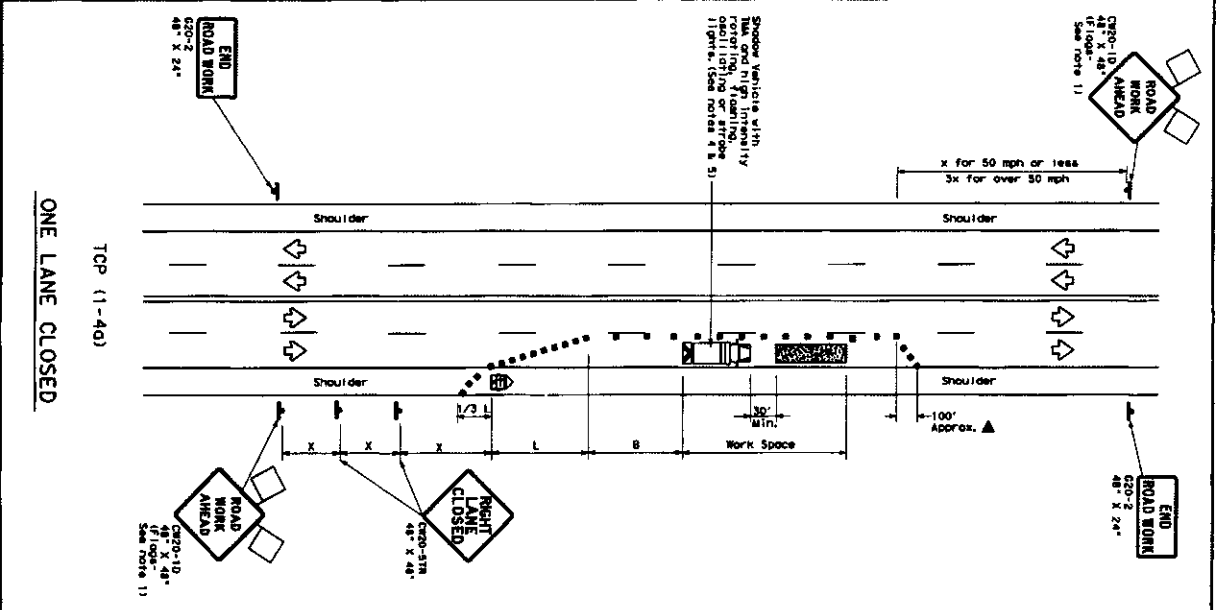 CW20-1D
48" X 48"
(Flags-
See note 1)
ROAD
WORK
AHEAD
x for 50 mph or less
3x for over 50 mph
Shadow Vehicle with
TMA and high intensity
rotating, flashing,
oscillating or strobe
lights. (See notes 4 & 5)
END
ROAD WORK
G20-2
48" X 24"
Shoulder
Shoulder
Shoulder
Shoulder
1/3 L
30'
Min.
100'
Approx.
X
X
X
L
B
Work Space
ROAD
WORK
AHEAD
CW20-1D
48" X 48"
(Flags-
See note 1)
RIGHT
LANE
CLOSED
CW20-5TR
48" X 48"
END
ROAD WORK
G20-2
48" X 24"
TCP (1-4a)
ONE LANE CLOSED